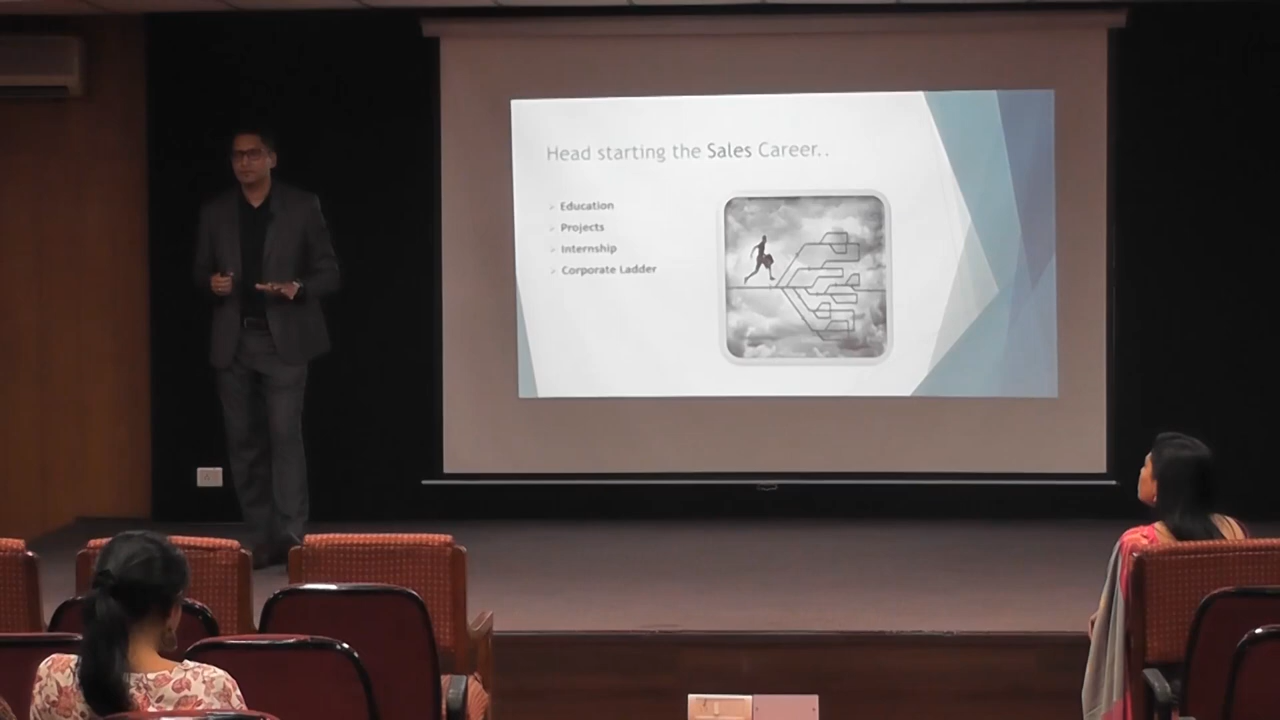 Head starting the Sales Career..
Education
Projects
Internship
Corporate Ladder